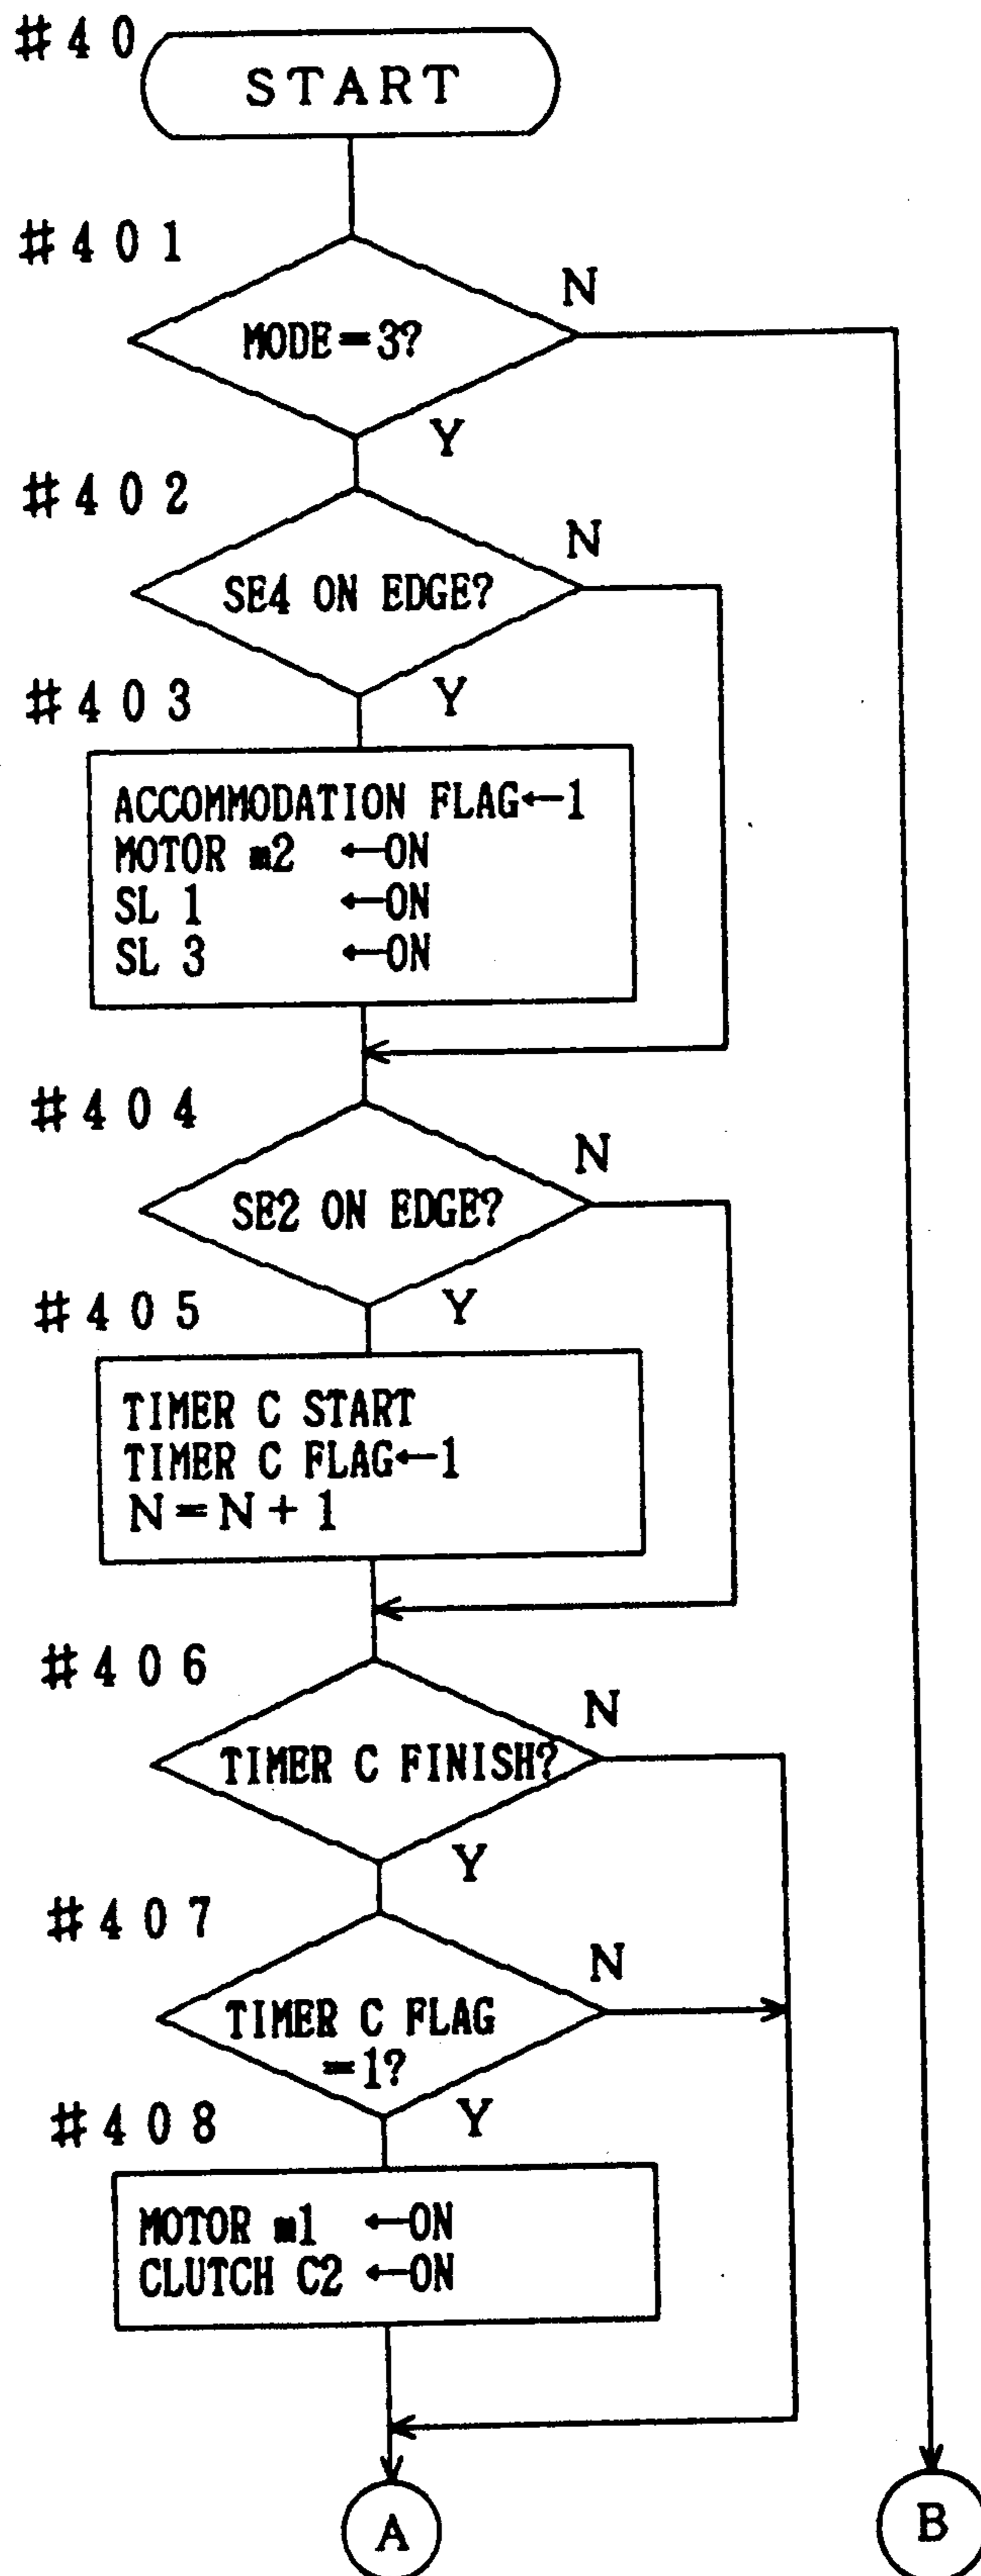 #40
START
#401
N
MODE=3?
Y
#402
N
SE4 ON EDGE?
Y
#403
ACCOMMODATION FLAG←1
MOTOR m2 ←ON
SL 1 ←ON
SL 3 ←ON
#404
N
SE2 ON EDGE?
Y
#405
TIMER C START
TIMER C FLAG←1
N=N+1
#406
N
TIMER C FINISH?
Y
#407
N
TIMER C FLAG
=1?
Y
#408
MOTOR m1 ←ON
CLUTCH C2 ←ON
A
B